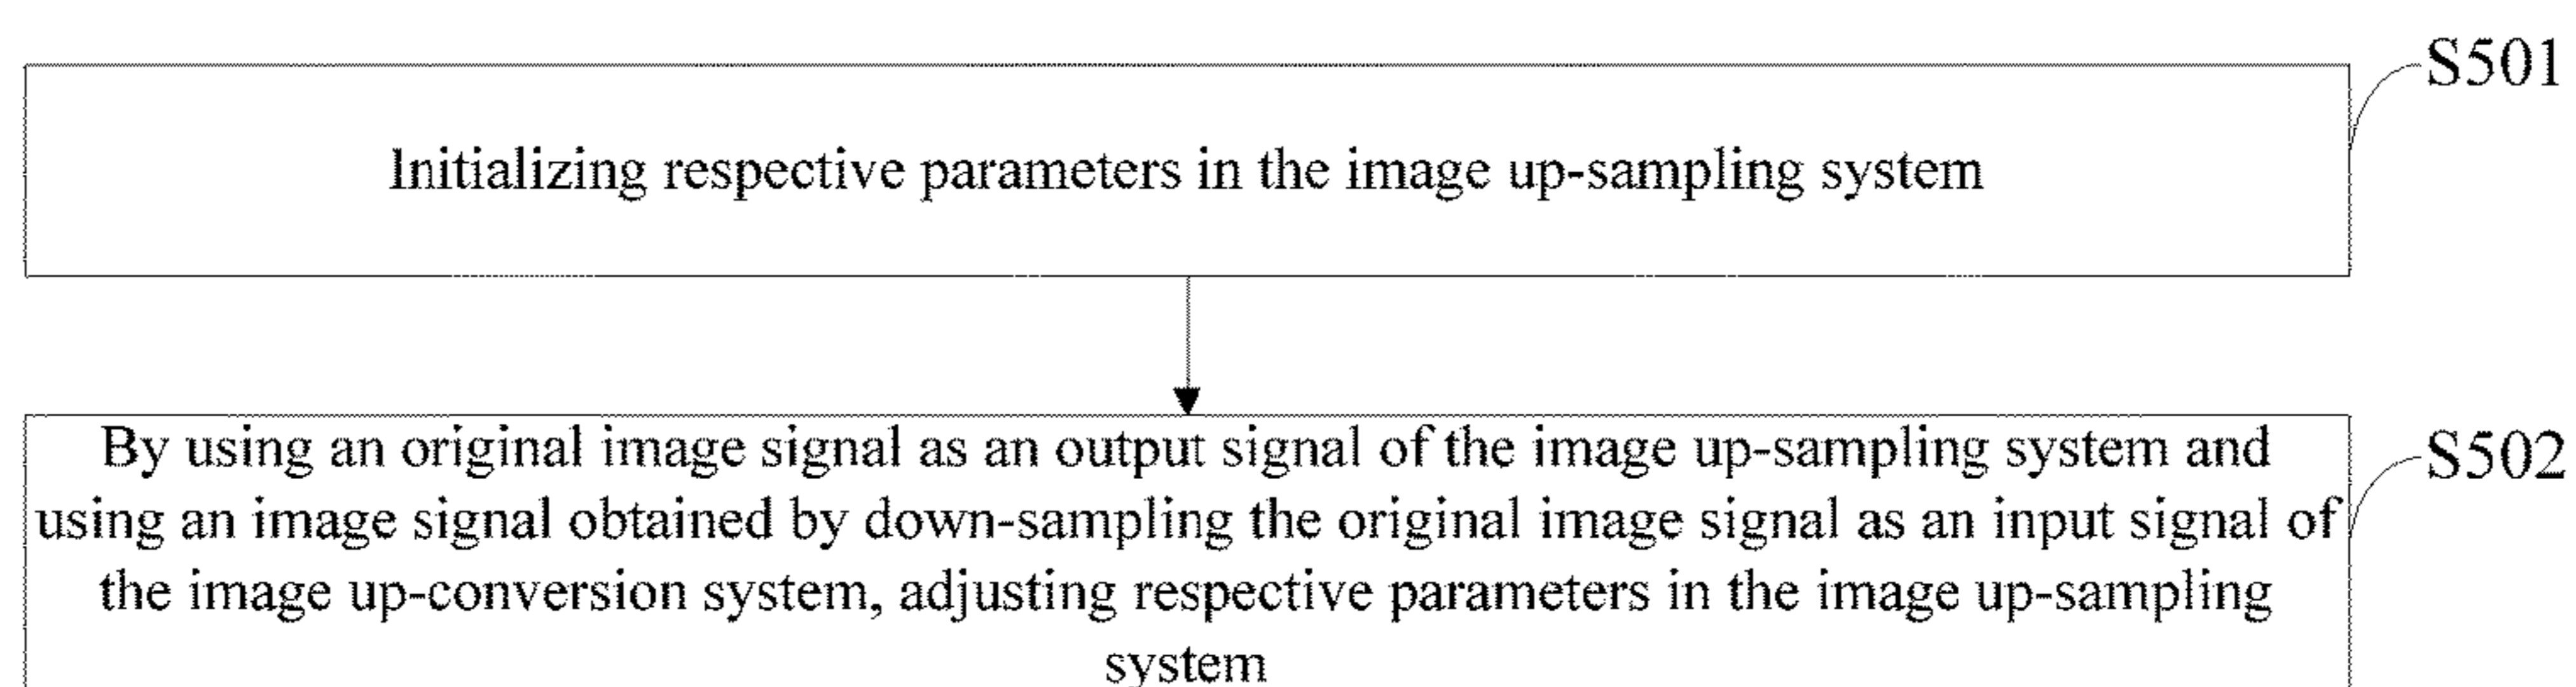 S501
Initializing respective parameters in the image up-sampling system
By using an original image signal as an output signal of the image up-sampling system and
S502
using an image signal obtained by down-sampling the original image signal as an input signal of
the image up-conversion system, adjusting respective parameters in the image up-sampling
system